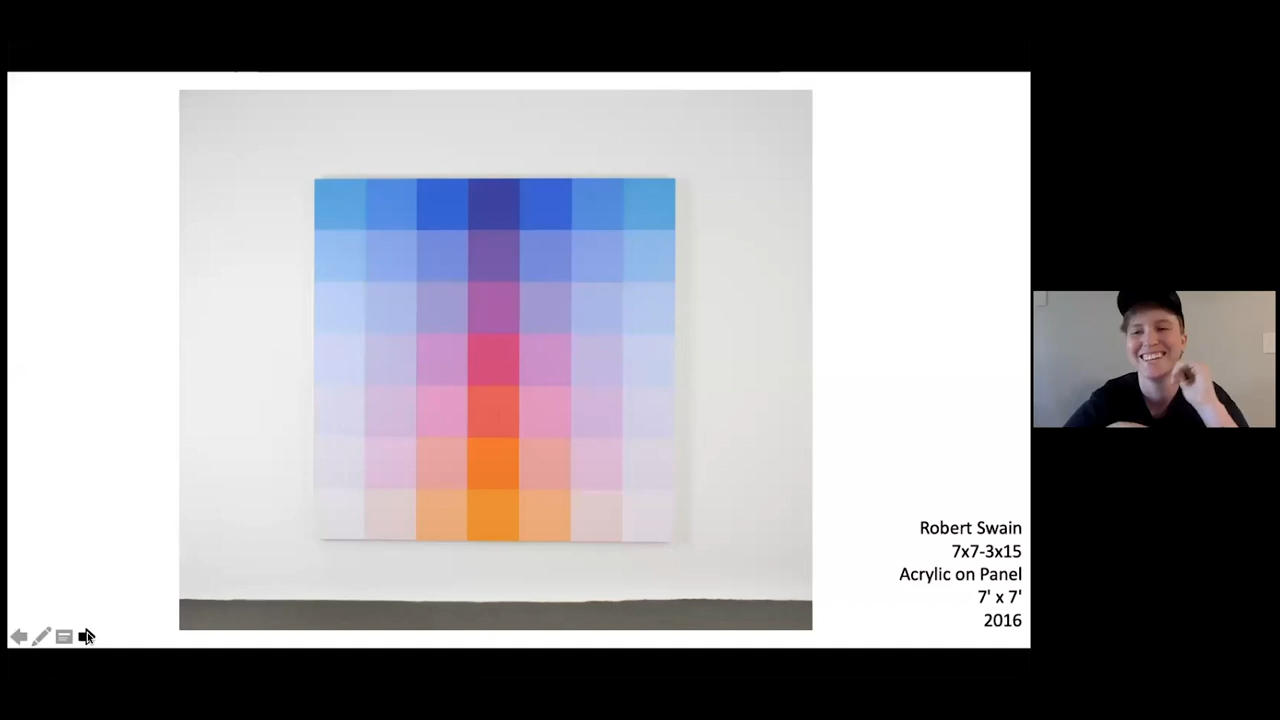 Robert Swain
7x7-3x15
Acrylic on Panel
7' x 7'
2016